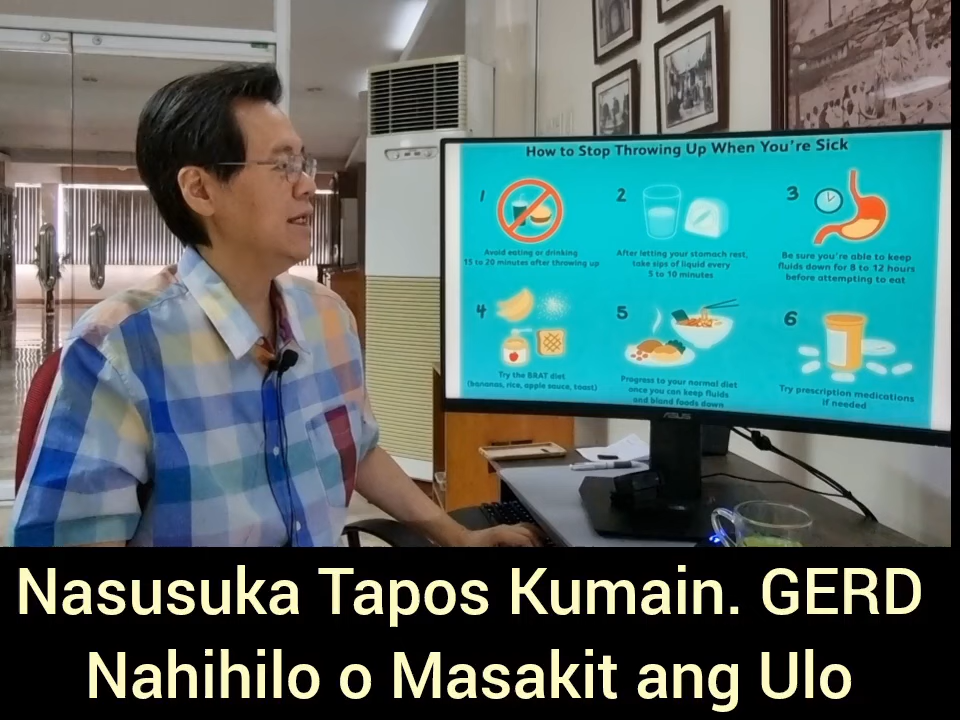 How to Stop Throwing Up When You're Sick
1
Avoid eating or drinking
15 to 20 minutes after throwing up
2
After letting your stomach rest,
take sips of liquid every
5 to 10 minutes
3
Be sure you're able to keep
fluids down for 8 to 12 hours
before attempting to eat
4
Try the BRAT diet
(bananas, rice, apple sauce, toast)
5
Progress to your normal diet
once you can keep fluids
and bland foods down
6
Try prescription medications
if needed
ASUS
Nasusuka Tapos Kumain. GERD
Nahihilo o Masakit ang Ulo